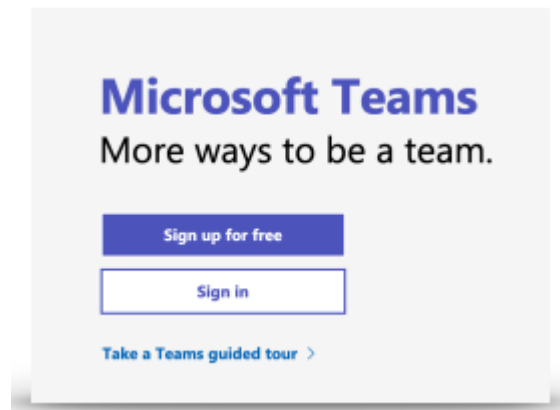 Microsoft Teams
More ways to be a team.
Sign up for free
Sign in
Take a Teams guided tour >